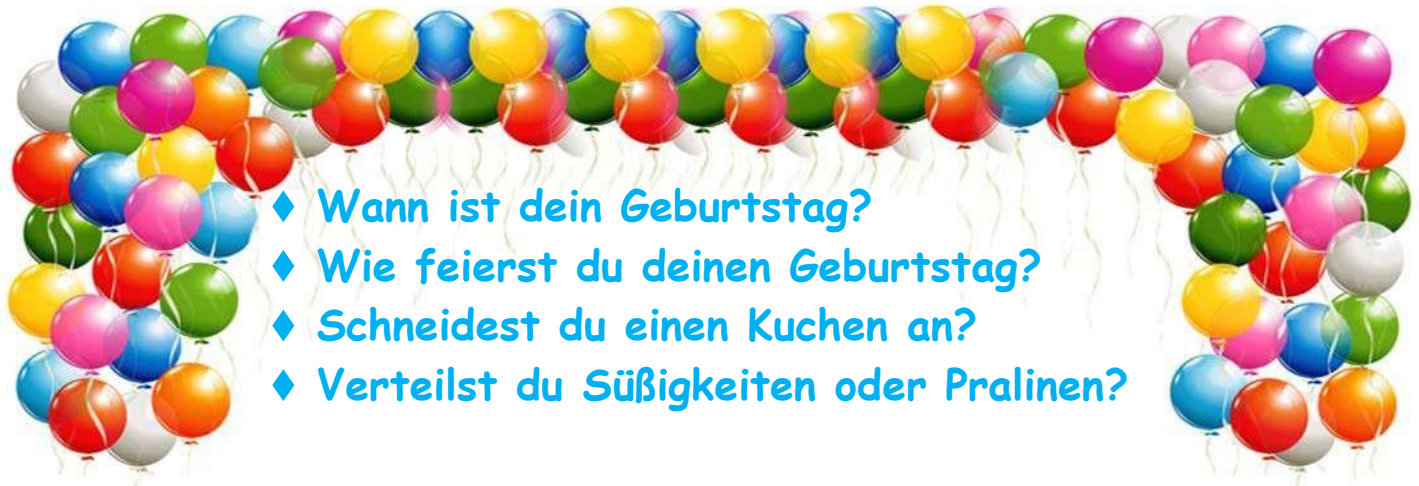 ♦ Wann ist dein Geburtstag?
♦ Wie feierst du deinen Geburtstag?
♦ Schneidest du einen Kuchen an?
♦ Verteilst du Süßigkeiten oder Pralinen?